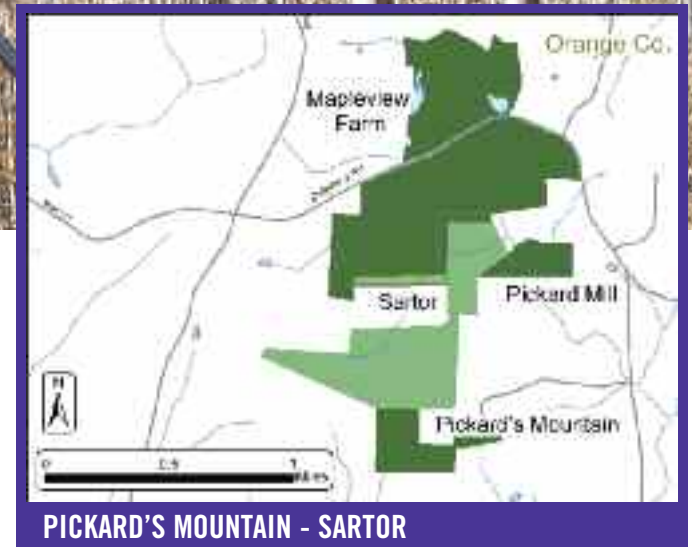 Orange Co.
Mapleview
Farm
Sartor
Pickard Mill
N
Pickard's Mountain
0 0.5 1
Miles
PICKARD'S MOUNTAIN - SARTOR